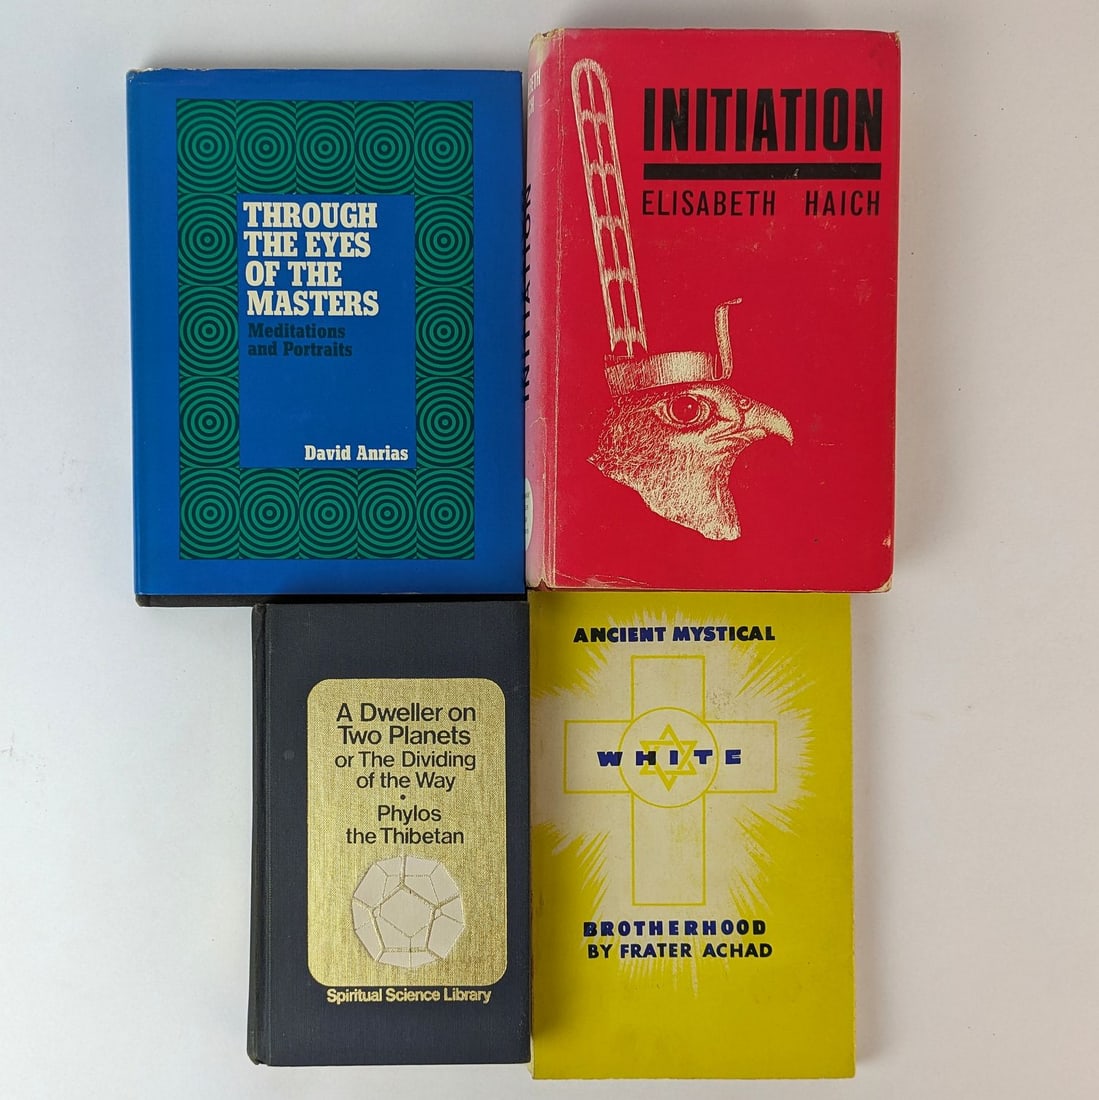 THROUGH
THE EYES
OF THE
MASTERS
Meditations
and Portraits
David Anrias
INITIATION
ELISABETH HAICH
INITIATION
A Dweller on
Two Planets
or The Dividing
of the Way
•
Phylos
the Thibetan
Spiritual Science Library
ANCIENT MYSTICAL
WHITE
BROTHERHOOD
BY FRATER ACHAD